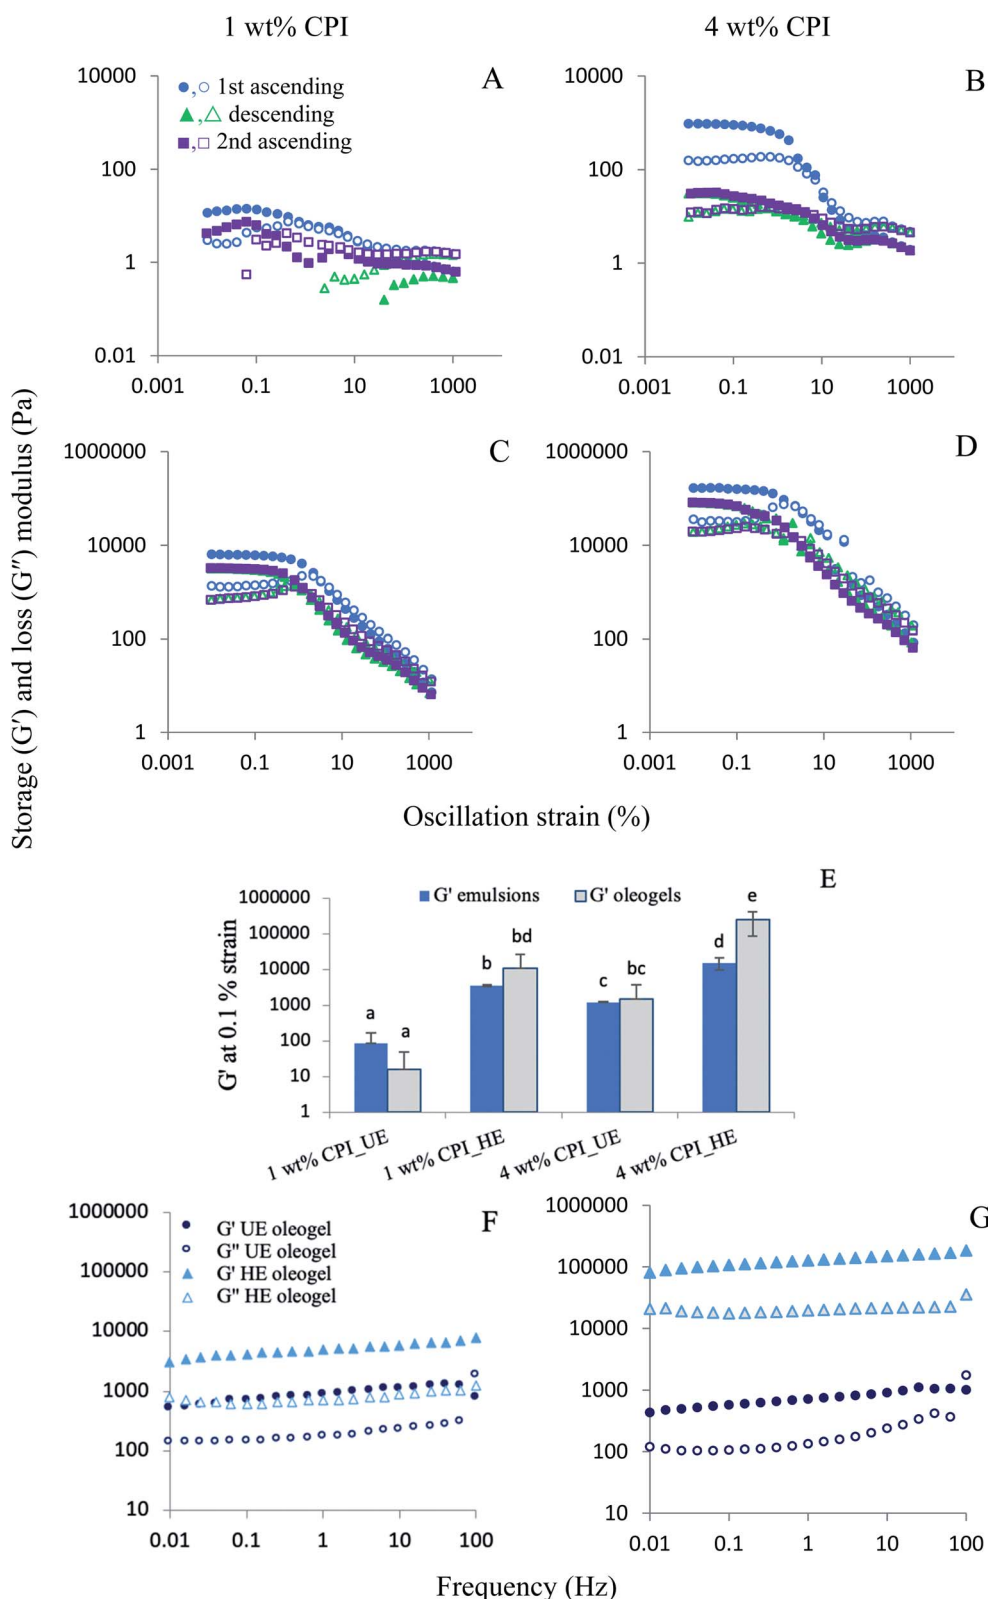 1 wt% CPI
4 wt% CPI
A
B
1st ascending
descending
2nd ascending
10000
100
1
0.01
0.001
0.1
10
1000
10000
100
1
0.01
0.001
0.1
10
1000
Storage (G′) and loss (G″) modulus (Pa)
C
D
1000000
10000
100
1
0.001
0.1
10
1000
1000000
10000
100
1
0.001
0.1
10
1000
Oscillation strain (%)
E
G' emulsions
G' oleogels
G' at 0.1 % strain
1000000
100000
10000
1000
100
10
1
a
a
b
bd
c
bc
d
e
1 wt% CPI_UE
1 wt% CPI_HE
4 wt% CPI_UE
4 wt% CPI_HE
F
G
G' UE oleogel
G" UE oleogel
G' HE oleogel
G" HE oleogel
1000000
100000
10000
1000
100
10
0.01
0.1
1
10
100
1000000
100000
10000
1000
100
10
0.01
0.1
1
10
100
Frequency (Hz)